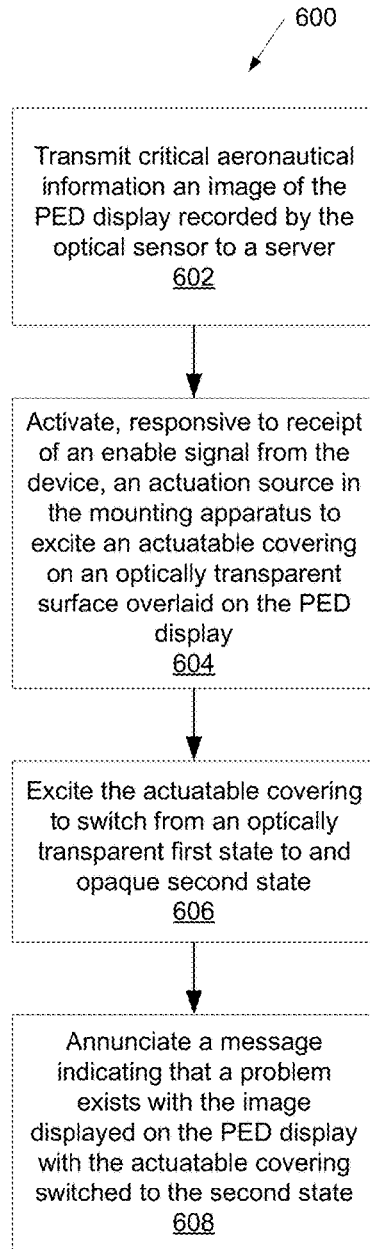 600
Transmit critical aeronautical
information an image of the
PED display recorded by the
optical sensor to a server
602
Activate, responsive to receipt
of an enable signal from the
device, an actuation source in
the mounting apparatus to
excite an actuatable covering
on an optically transparent
surface overlaid on the PED
display
604
Excite the actuatable covering
to switch from an optically
transparent first state to and
opaque second state
606
Annunciate a message
indicating that a problem
exists with the image
displayed on the PED display
with the actuatable covering
switched to the second state
608